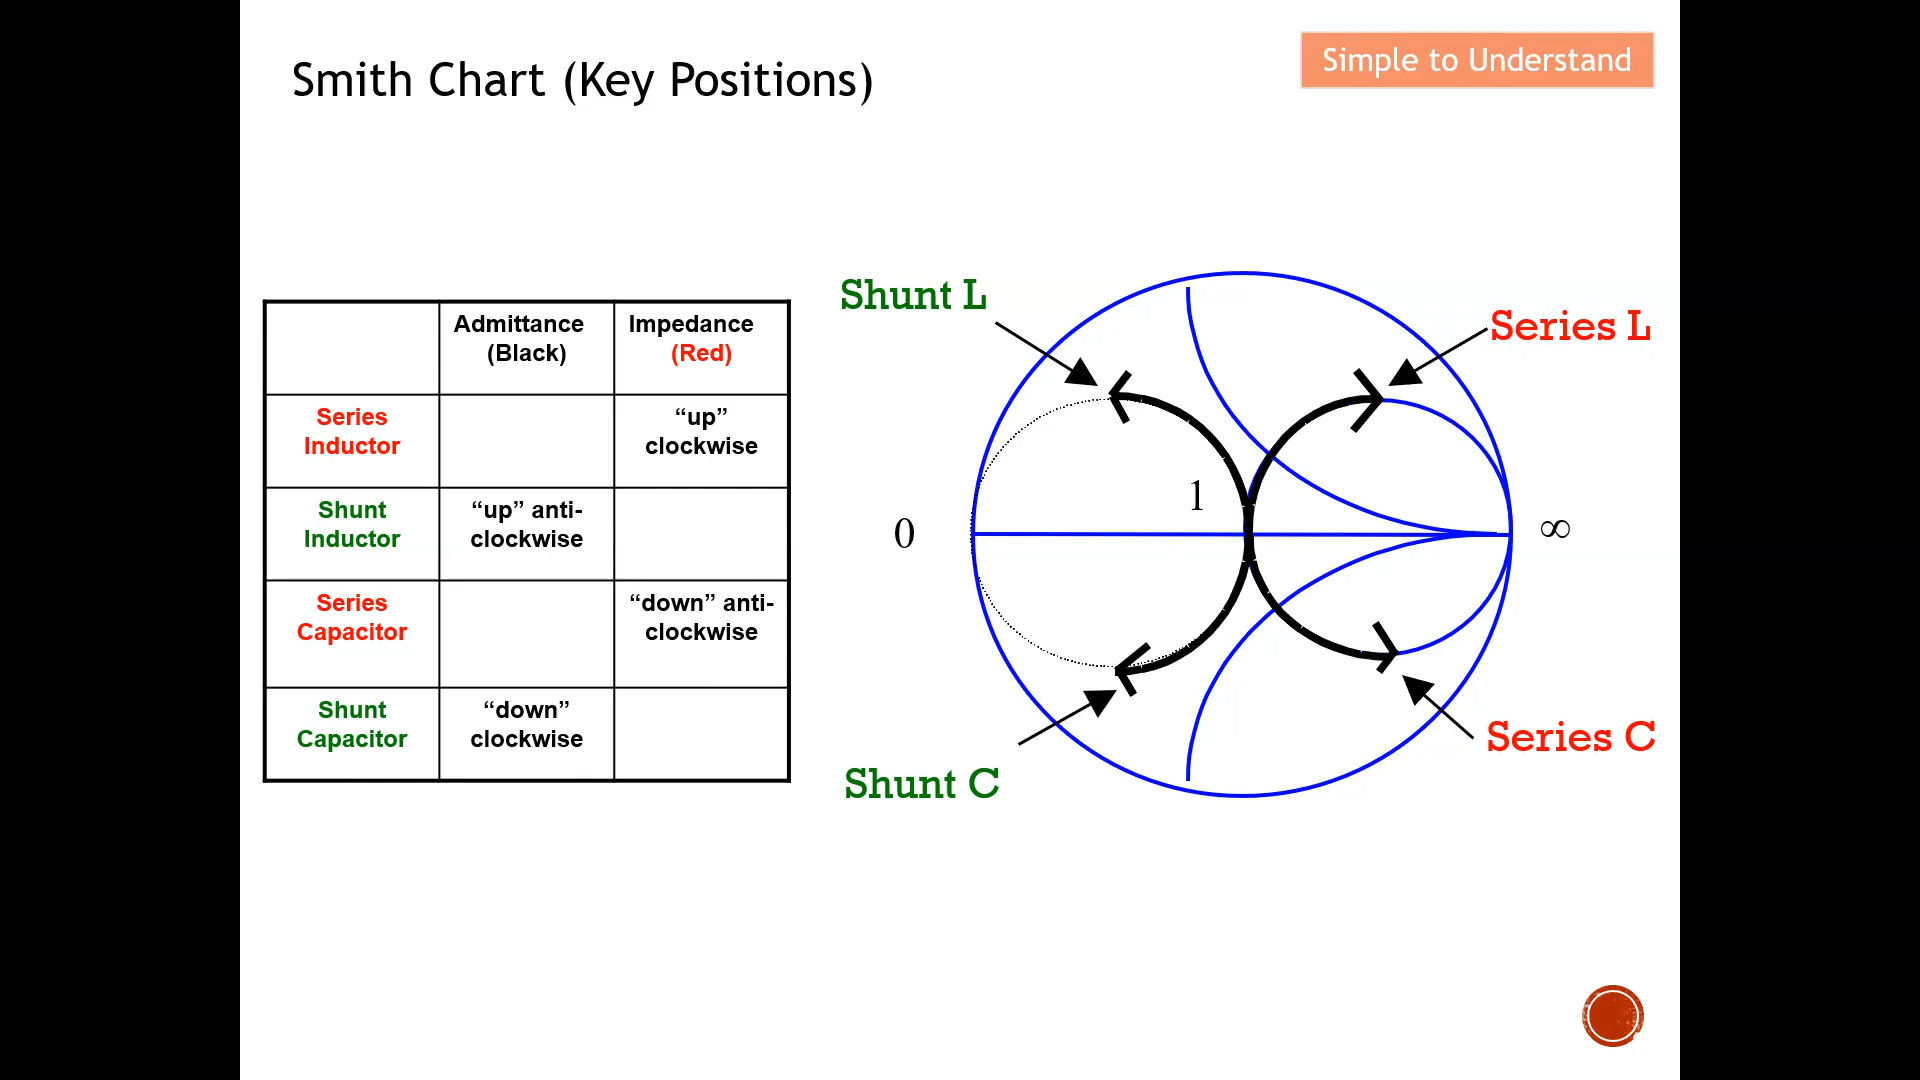 Smith Chart (Key Positions)
Simple to Understand
Admittance
(Black)
Impedance
(Red)
Series
Inductor
“up”
clockwise
Shunt
Inductor
“up” anti-
clockwise
Series
Capacitor
“down” anti-
clockwise
Shunt
Capacitor
“down”
clockwise
Shunt L
Series L
1
0
∞
Series C
Shunt C